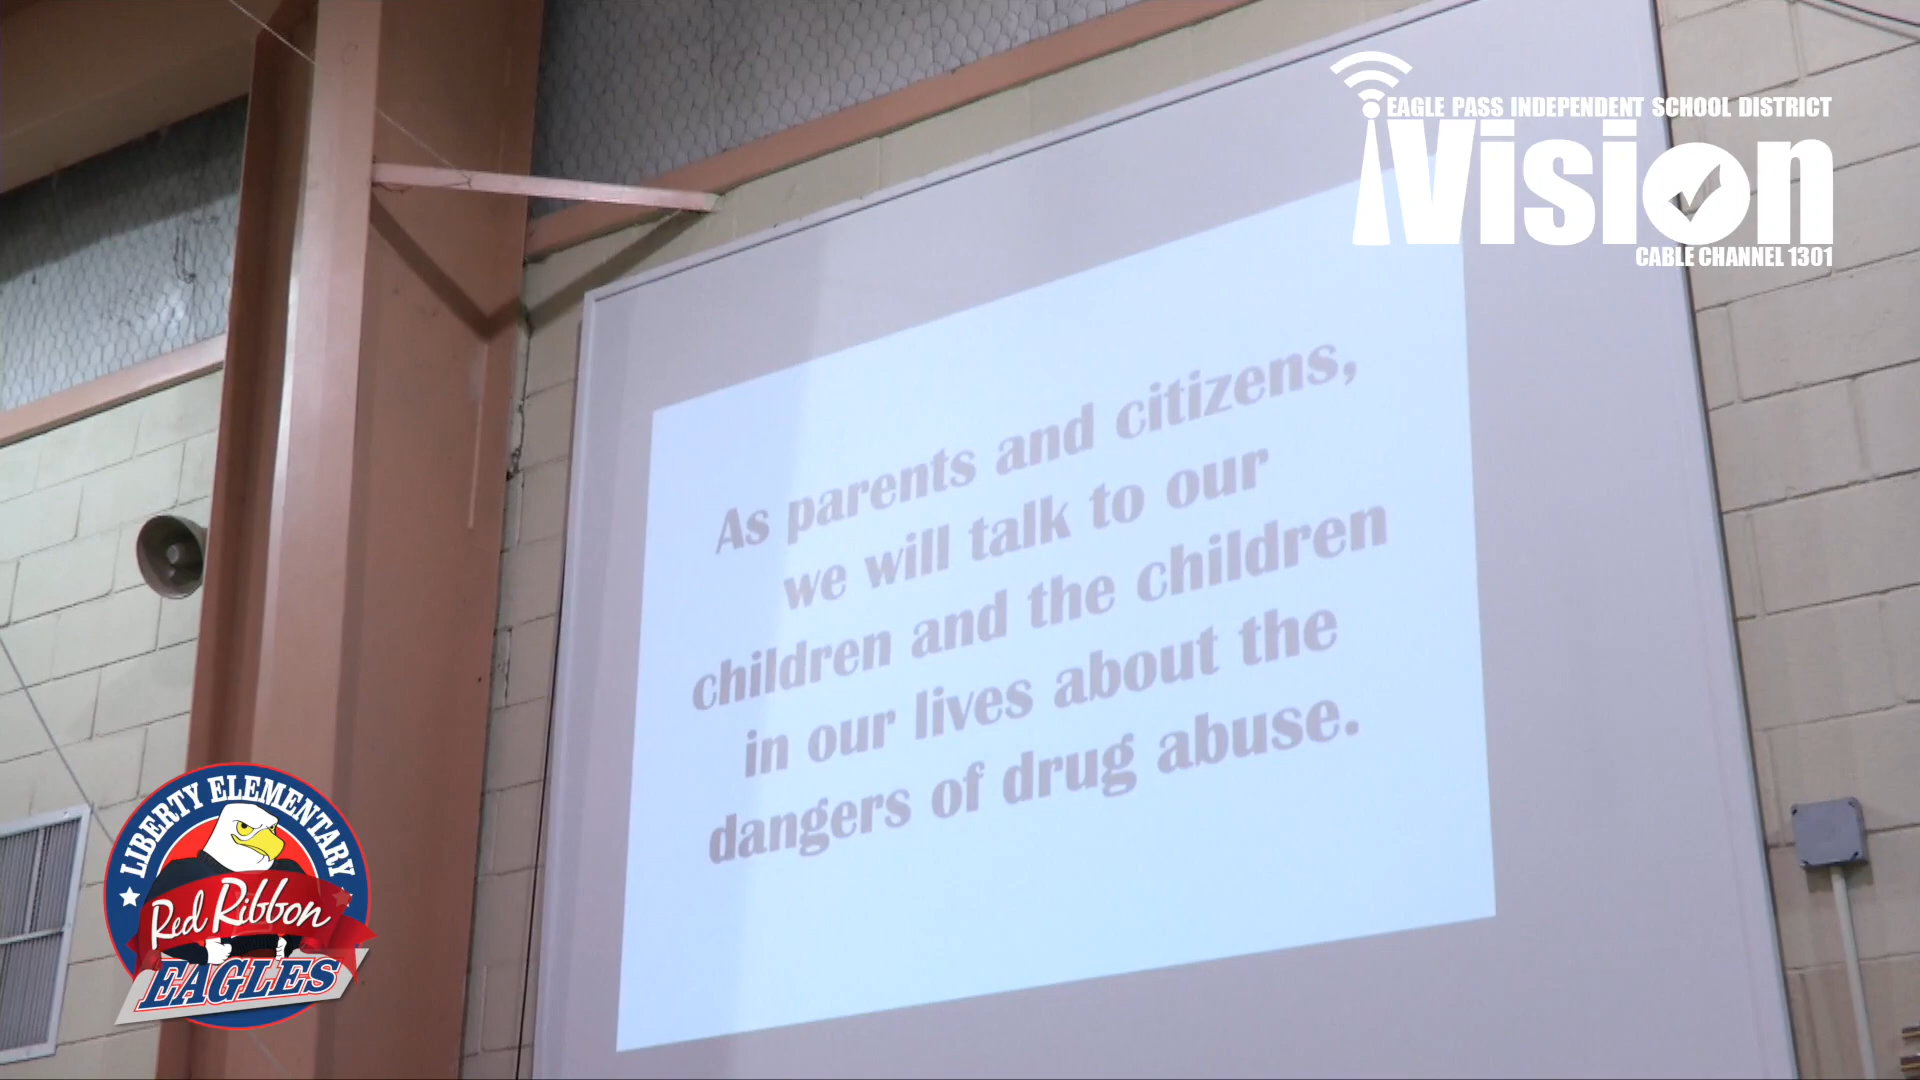 EAGLE PASS INDEPENDENT SCHOOL DISTRICT
iVision
CABLE CHANNEL 1301
As parents and citizens,
we will talk to our
children and the children
in our lives about the
dangers of drug abuse.
LIBERTY ELEMENTARY
Red Ribbon
EAGLES